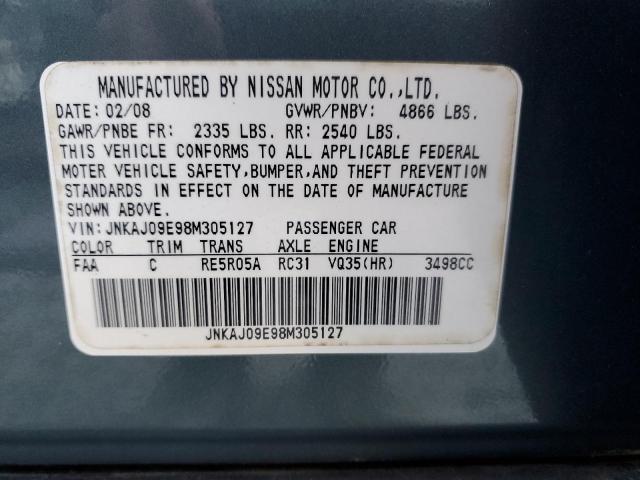 MANUFACTURED BY NISSAN MOTOR CO.,LTD.
DATE: 02/08 GVWR/PNBV: 4866 LBS.
GAWR/PNBE FR: 2335 LBS. RR: 2540 LBS.
THIS VEHICLE CONFORMS TO ALL APPLICABLE FEDERAL
MOTER VEHICLE SAFETY,BUMPER,AND THEFT PREVENTION
STANDARDS IN EFFECT ON THE DATE OF MANUFACTURE
SHOWN ABOVE.
VIN: JNKAJ09E98M305127 PASSENGER CAR
COLOR TRIM TRANS AXLE ENGINE
FAA C RE5R05A RC31 VQ35(HR) 3498CC
JNKAJ09E98M305127